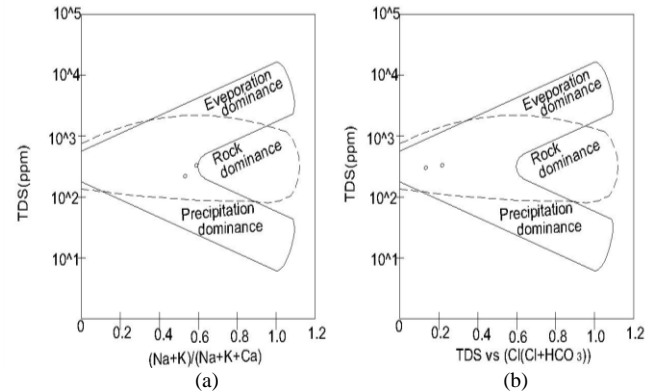 10^5
10^4
10^3
10^2
10^1
TDS(ppm)
Evaporation
dominance
Rock
dominance
Precipitation
dominance
0 0.2 0.4 0.6 0.8 1.0 1.2
(Na+K)/(Na+K+Ca)
(a)
10^5
10^4
10^3
10^2
10^1
TDS(ppm)
Evaporation
dominance
Rock
dominance
Precipitation
dominance
0 0.2 0.4 0.6 0.8 1.0 1.2
TDS vs (Cl(Cl+HCO 3))
(b)